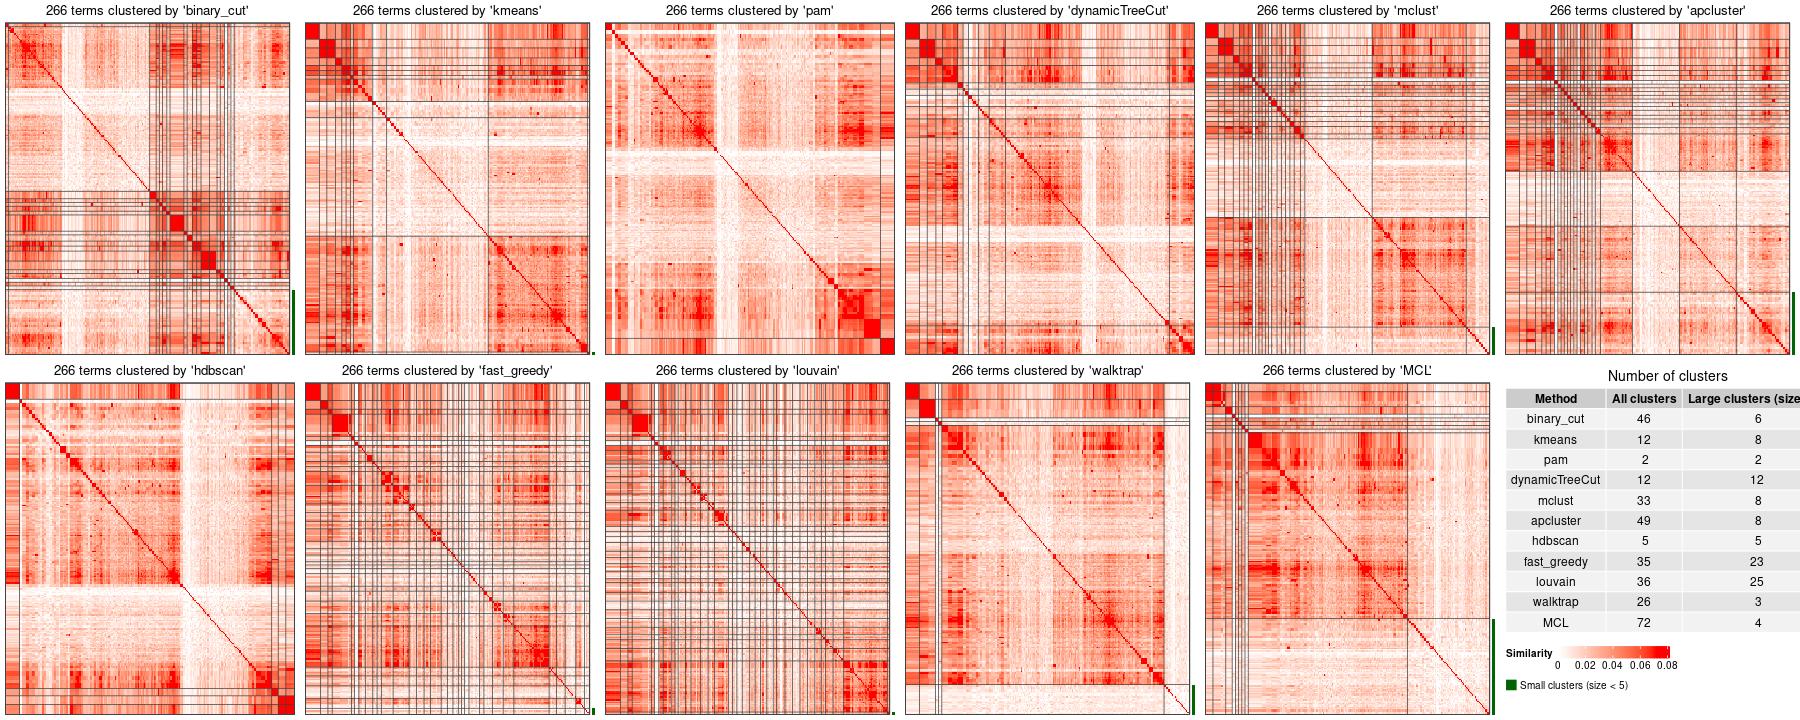 266 terms clustered by 'binary_cut'
266 terms clustered by 'kmeans'
266 terms clustered by 'pam'
266 terms clustered by 'dynamicTreeCut'
266 terms clustered by 'mclust'
266 terms clustered by 'apcluster'
266 terms clustered by 'hdbscan'
266 terms clustered by 'fast_greedy'
266 terms clustered by 'louvain'
266 terms clustered by 'walktrap'
266 terms clustered by 'MCL'
Number of clusters
Method All clusters Large clusters (size
binary_cut 46 6
kmeans 12 8
pam 2 2
dynamicTreeCut 12 12
mclust 33 8
apcluster 49 8
hdbscan 5 5
fast_greedy 35 23
louvain 36 25
walktrap 26 3
MCL 72 4
Similarity
0 0.02 0.04 0.06 0.08
Small clusters (size < 5)